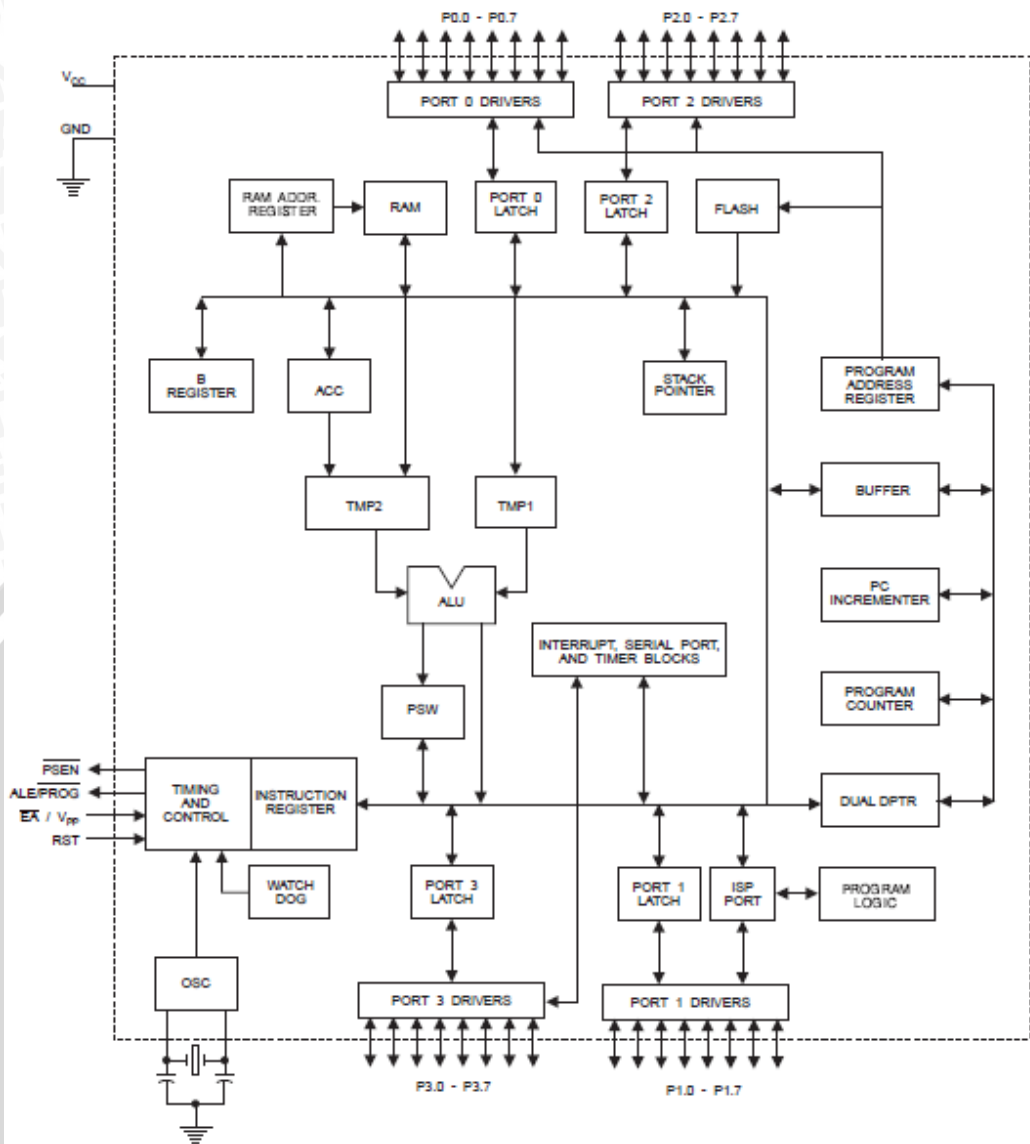 P0.0 - P0.7
P2.0 - P2.7
V_CC
PORT 0 DRIVERS
PORT 2 DRIVERS
GND
RAM ADDR.
REGISTER
RAM
PORT 0
LATCH
PORT 2
LATCH
FLASH
B
REGISTER
ACC
STACK
POINTER
PROGRAM
ADDRESS
REGISTER
TMP2
TMP1
BUFFER
ALU
PC
INCREMENTER
INTERRUPT, SERIAL PORT,
AND TIMER BLOCKS
PSW
PROGRAM
COUNTER
PSEN
ALE/PROG
EA / V_PP
RST
TIMING
AND
CONTROL
INSTRUCTION
REGISTER
DUAL DPTR
WATCH
DOG
PORT 3
LATCH
PORT 1
LATCH
ISP
PORT
PROGRAM
LOGIC
OSC
PORT 3 DRIVERS
PORT 1 DRIVERS
P3.0 - P3.7
P1.0 - P1.7